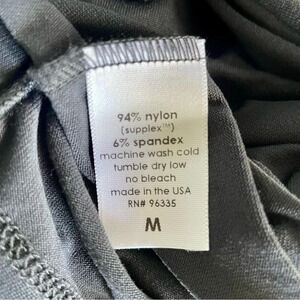 94% nylon
(supplex™)
6% spandex
machine wash cold
tumble dry low
no bleach
made in the USA
RN# 96335
M